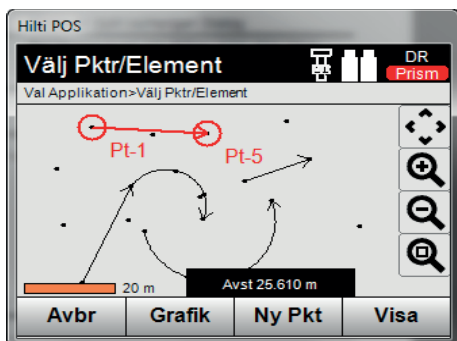 Hilti POS
Välj Pktr/Element
DR
Prism
Val Applikation>Välj Pktr/Element
Pt-1
Pt-5
20 m
Avst 25.610 m
Avbr
Grafik
Ny Pkt
Visa